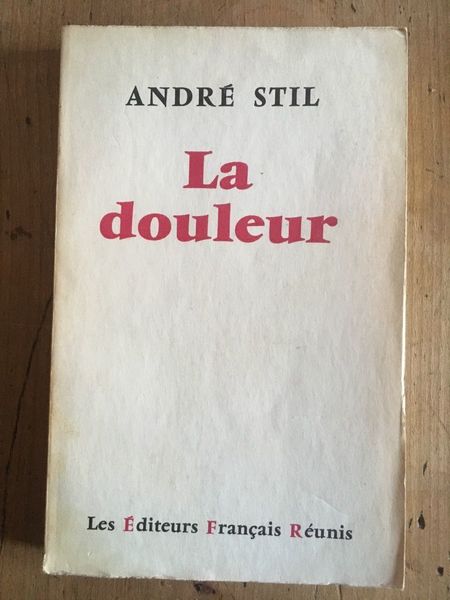 ANDRÉ STIL
La
douleur
Les Éditeurs Français Réunis